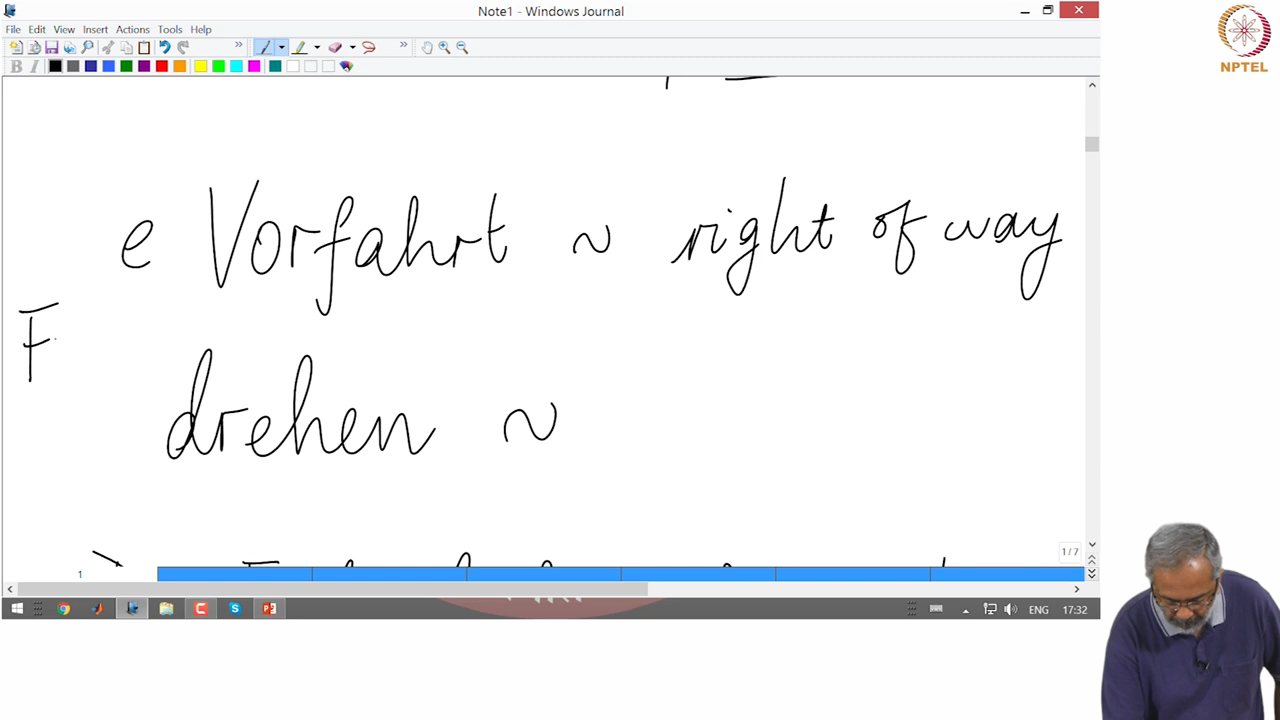 Note1 - Windows Journal
File Edit View Insert Actions Tools Help
NPTEL
e Vorfahrt ~ right of way
F
drehen ~
1 / 7
1
ENG 17:32